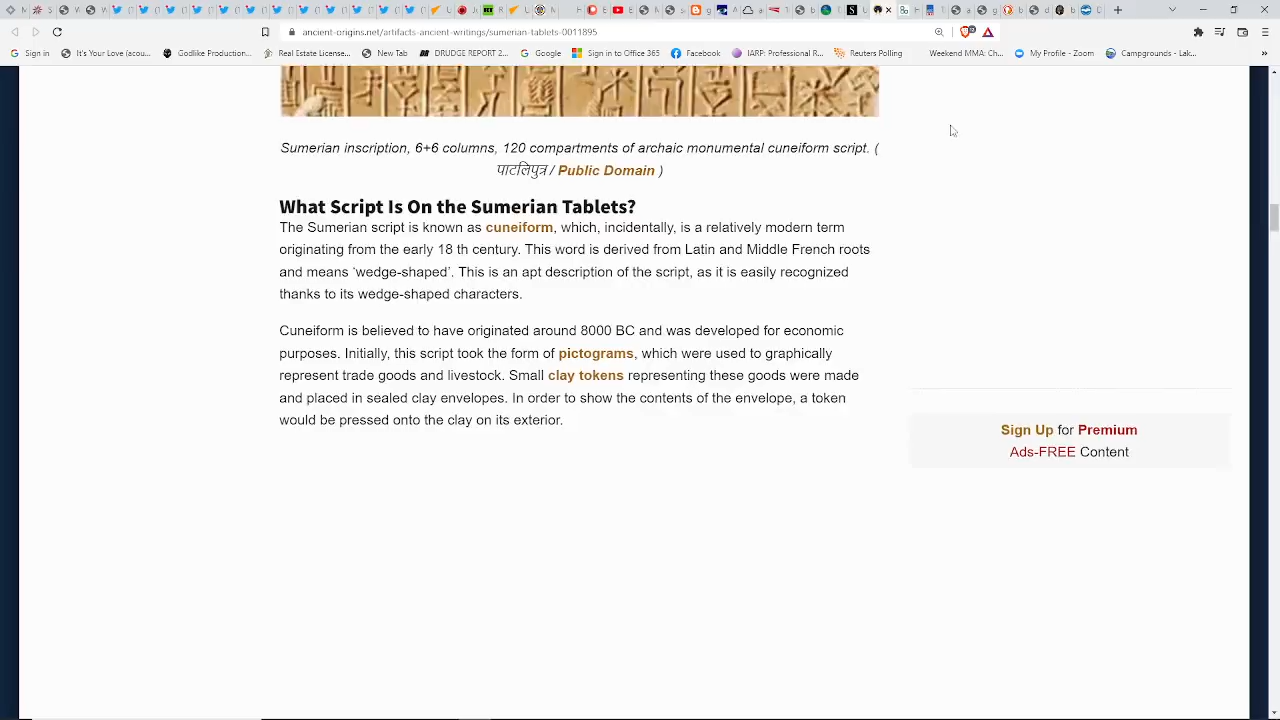 ancient-origins.net/artifacts-ancient-writings/sumerian-tablets-0011895
Sign in
It's Your Love (acou...
Godlike Production...
Real Estate License...
New Tab
DRUDGE REPORT 2...
Google
Sign in to Office 365
Facebook
IARP: Professional R...
Reuters Polling
Weekend MMA: Ch...
My Profile - Zoom
Campgrounds - Lak...
Sumerian inscription, 6+6 columns, 120 compartments of archaic monumental cuneiform script. (
पाटलिपुत्र / Public Domain )
What Script Is On the Sumerian Tablets?
The Sumerian script is known as cuneiform, which, incidentally, is a relatively modern term
originating from the early 18 th century. This word is derived from Latin and Middle French roots
and means ‘wedge-shaped’. This is an apt description of the script, as it is easily recognized
thanks to its wedge-shaped characters.
Cuneiform is believed to have originated around 8000 BC and was developed for economic
purposes. Initially, this script took the form of pictograms, which were used to graphically
represent trade goods and livestock. Small clay tokens representing these goods were made
and placed in sealed clay envelopes. In order to show the contents of the envelope, a token
would be pressed onto the clay on its exterior.
Sign Up for Premium
Ads-FREE Content